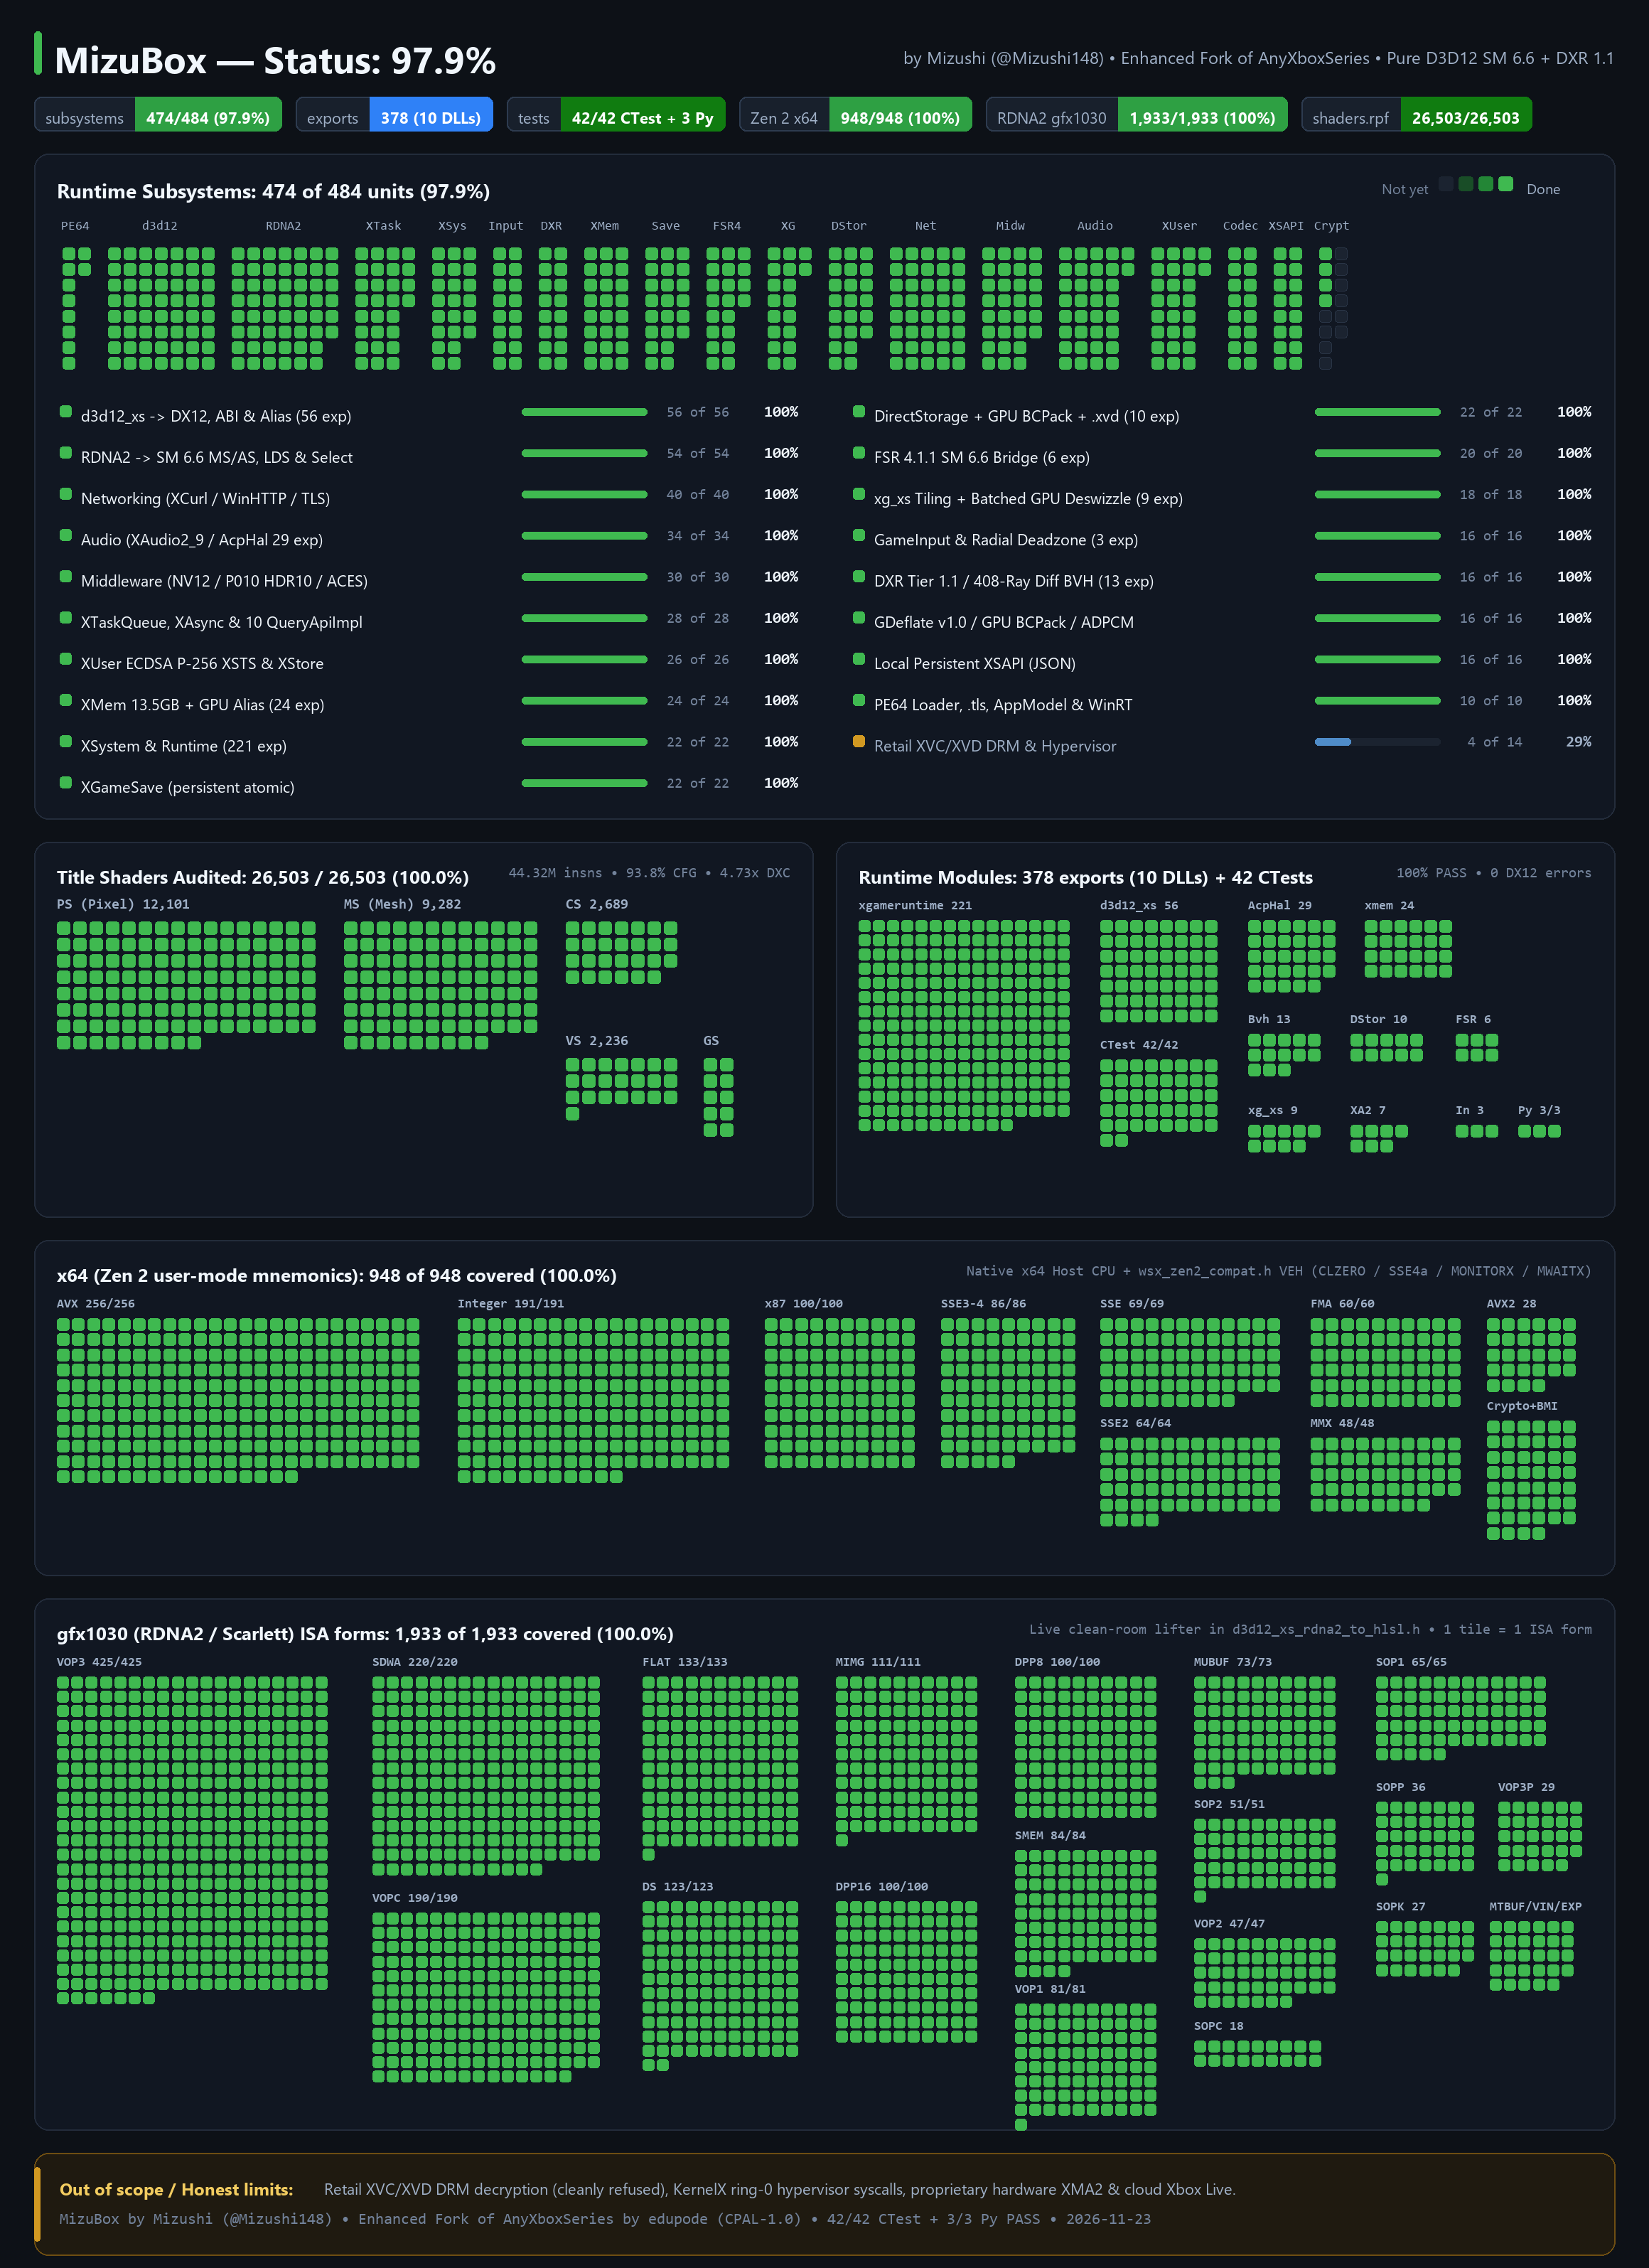 MizuBox — Status: 97.9%
by Mizushi (@Mizushi148) • Enhanced Fork of AnyXboxSeries • Pure D3D12 SM 6.6 + DXR 1.1
subsystems 474/484 (97.9%)
exports 378 (10 DLLs)
tests 42/42 CTest + 3 Py
Zen 2 x64 948/948 (100%)
RDNA2 gfx1030 1,933/1,933 (100%)
shaders.rpf 26,503/26,503
Runtime Subsystems: 474 of 484 units (97.9%)
Not yet Done
PE64 d3d12 RDNA2 XTask XSys Input DXR XMem Save FSR4 XG DStor Net Midw Audio XUser Codec XSAPI Crypt
d3d12_xs -> DX12, ABI & Alias (56 exp) 56 of 56 100%
RDNA2 -> SM 6.6 MS/AS, LDS & Select 54 of 54 100%
Networking (XCurl / WinHTTP / TLS) 40 of 40 100%
Audio (XAudio2_9 / AcpHal 29 exp) 34 of 34 100%
Middleware (NV12 / P010 HDR10 / ACES) 30 of 30 100%
XTaskQueue, XAsync & 10 QueryApiImpl 28 of 28 100%
XUser ECDSA P-256 XSTS & XStore 26 of 26 100%
XMem 13.5GB + GPU Alias (24 exp) 24 of 24 100%
XSystem & Runtime (221 exp) 22 of 22 100%
XGameSave (persistent atomic) 22 of 22 100%
DirectStorage + GPU BCPack + .xvd (10 exp) 22 of 22 100%
FSR 4.1.1 SM 6.6 Bridge (6 exp) 20 of 20 100%
xg_xs Tiling + Batched GPU Deswizzle (9 exp) 18 of 18 100%
GameInput & Radial Deadzone (3 exp) 16 of 16 100%
DXR Tier 1.1 / 408-Ray Diff BVH (13 exp) 16 of 16 100%
GDeflate v1.0 / GPU BCPack / ADPCM 16 of 16 100%
Local Persistent XSAPI (JSON) 16 of 16 100%
PE64 Loader, .tls, AppModel & WinRT 10 of 10 100%
Retail XVC/XVD DRM & Hypervisor 4 of 14 29%
Title Shaders Audited: 26,503 / 26,503 (100.0%)
44.32M insns • 93.8% CFG • 4.73x DXC
PS (Pixel) 12,101
MS (Mesh) 9,282
CS 2,689
VS 2,236
GS
Runtime Modules: 378 exports (10 DLLs) + 42 CTests
100% PASS • 0 DX12 errors
xgameruntime 221
d3d12_xs 56
AcpHal 29
xmem 24
Bvh 13
DStor 10
FSR 6
CTest 42/42
xg_xs 9
XA2 7
In 3
Py 3/3
x64 (Zen 2 user-mode mnemonics): 948 of 948 covered (100.0%)
Native x64 Host CPU + wsx_zen2_compat.h VEH (CLZERO / SSE4a / MONITORX / MWAITX)
AVX 256/256
Integer 191/191
x87 100/100
SSE3-4 86/86
SSE 69/69
FMA 60/60
AVX2 28
Crypto+BMI
SSE2 64/64
MMX 48/48
gfx1030 (RDNA2 / Scarlett) ISA forms: 1,933 of 1,933 covered (100.0%)
Live clean-room lifter in d3d12_xs_rdna2_to_hlsl.h • 1 tile = 1 ISA form
VOP3 425/425
SDWA 220/220
FLAT 133/133
MIMG 111/111
DPP8 100/100
MUBUF 73/73
SOP1 65/65
SOPP 36
VOP3P 29
SOP2 51/51
SMEM 84/84
DS 123/123
DPP16 100/100
VOPC 190/190
SOPK 27
MTBUF/VIN/EXP
VOP2 47/47
VOP1 81/81
SOPC 18
Out of scope / Honest limits: Retail XVC/XVD DRM decryption (cleanly refused), KernelX ring-0 hypervisor syscalls, proprietary hardware XMA2 & cloud Xbox Live.
MizuBox by Mizushi (@Mizushi148) • Enhanced Fork of AnyXboxSeries by edupode (CPAL-1.0) • 42/42 CTest + 3/3 Py PASS • 2026-11-23